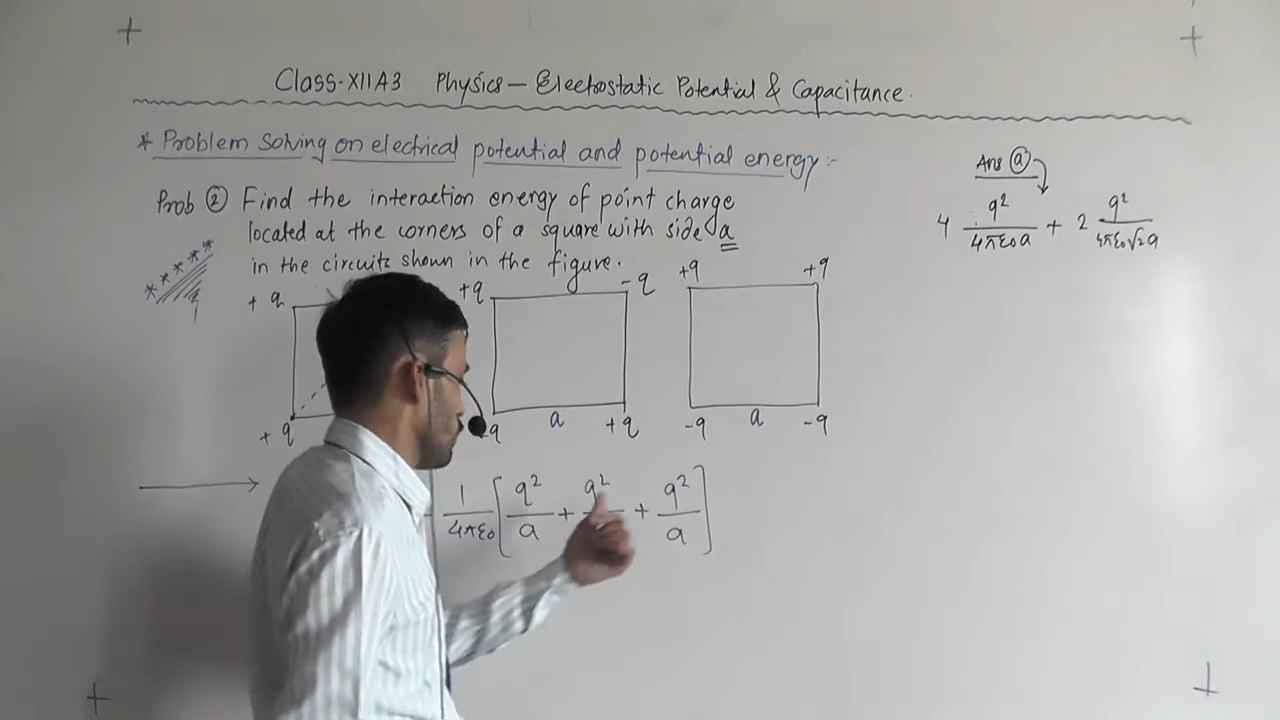 Class-XIIA3 Physics — Electrostatic Potential & Capacitance.
* Problem Solving on electrical potential and potential energy:-
Prob ② Find the interaction energy of point charge
located at the corners of a square with side a
in the circuits shown in the figure.
Ans ⓐ
4 q²/4πε₀a + 2 q²/4πε₀√2a
+q +q -q +q +q
+q -q a +q -q a -q
1/4πε₀ [q²/a + q² + q²/a]